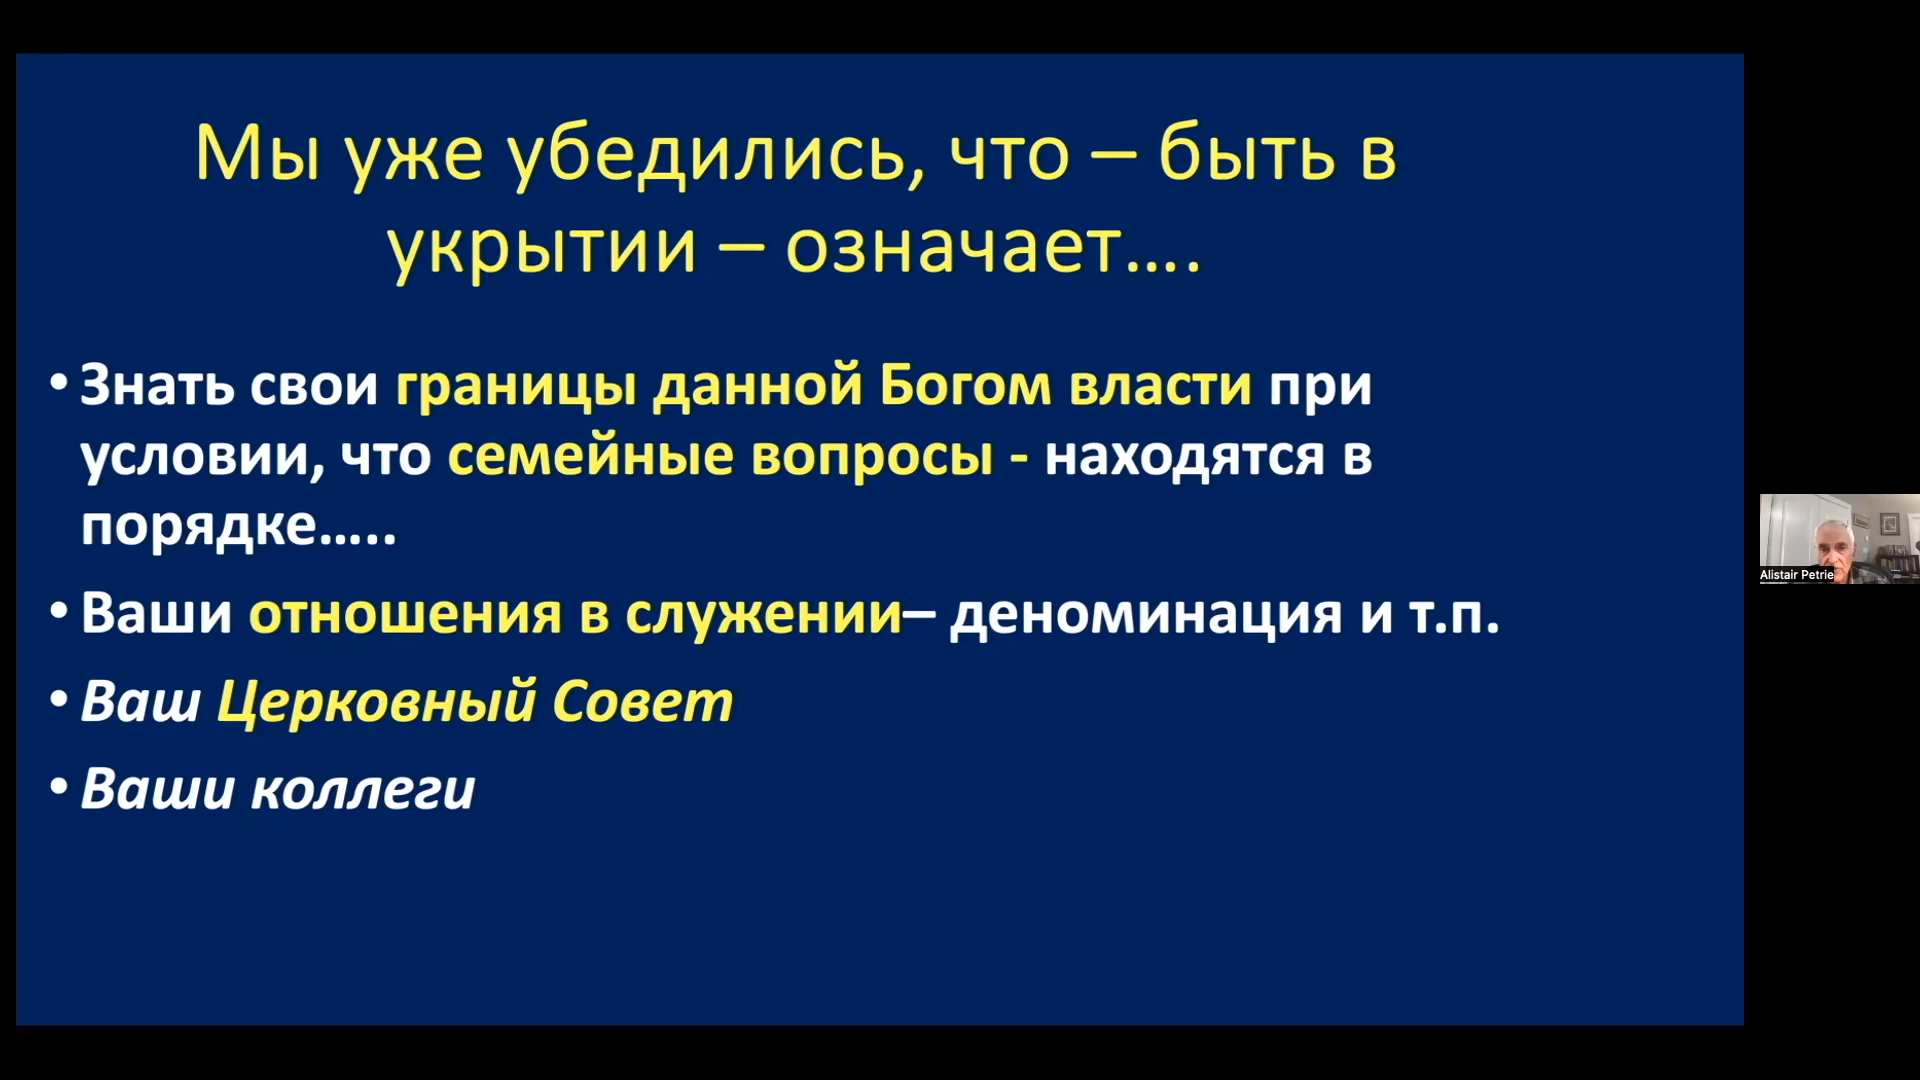 Мы уже убедились, что – быть в
укрытии – означает....
• Знать свои границы данной Богом власти при
условии, что семейные вопросы - находятся в
порядке.....
• Ваши отношения в служении– деноминация и т.п.
• Ваш Церковный Совет
• Ваши коллеги
Alistair Petrie